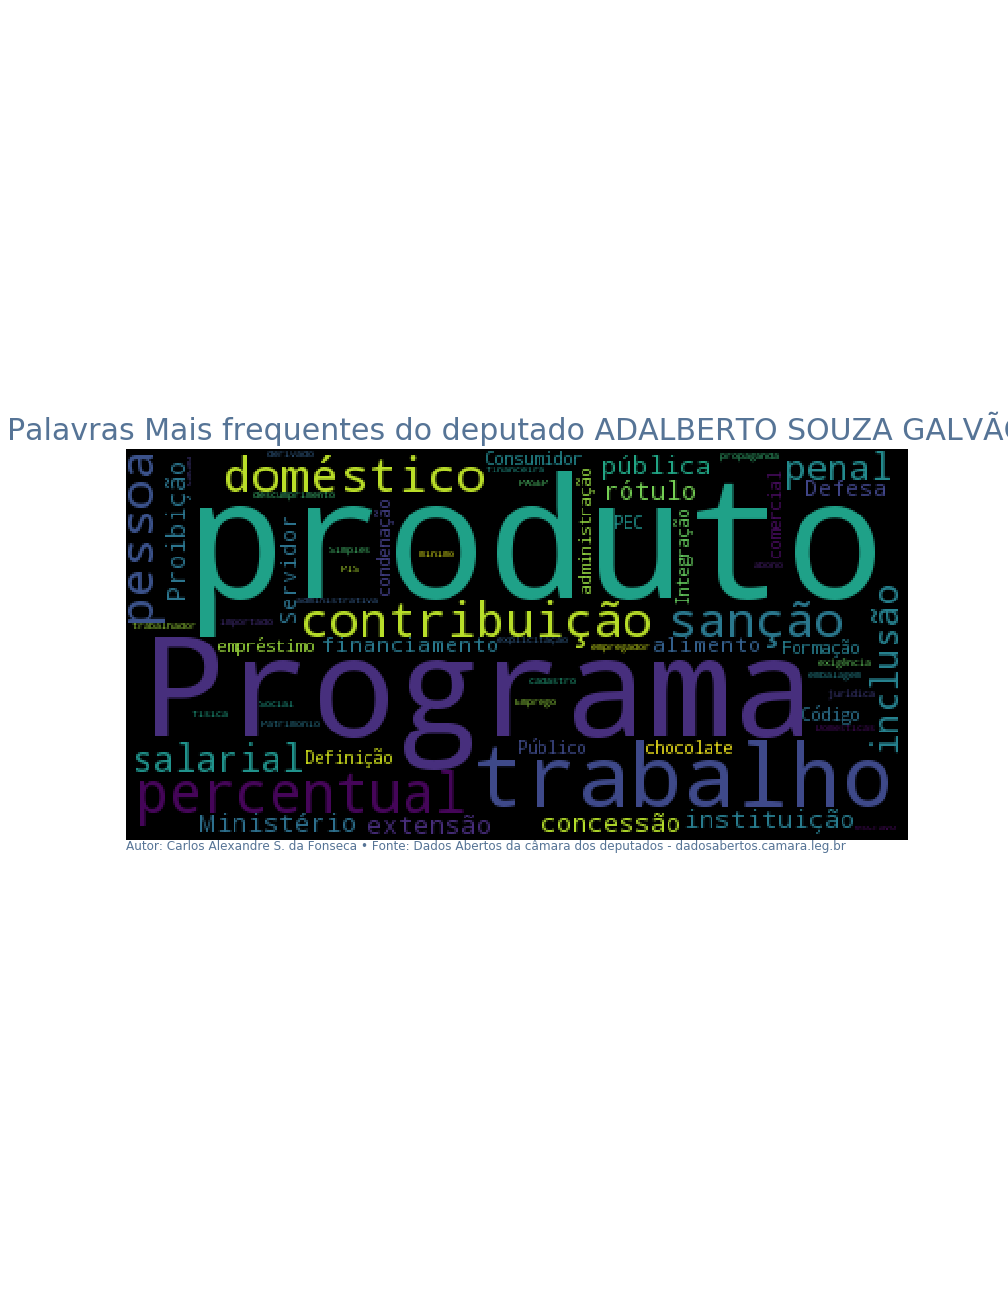 Palavras Mais frequentes do deputado ADALBERTO SOUZA GALVÃO
pessoa
Proibição
derivado
doméstico
descumprimento
Consumidor
financeira
PASEP
pública
rótulo
propaganda
penal
Defesa
produto
Servidor
Simples
PIS
condenação
mínimo
administração
PEC
Integração
comercial
abono
administrativa
trabalhador
importado
contribuição
sanção
inclusão
empréstimo
financiamento
explicitação
empregador
alimento
Formação
exigência
embalagem
jurídica
Programa
cadastro
Emprego
Social
física
Patrimônio
Código
Domésticas
salarial
Definição
Público
chocolate
trabalho
percentual
Ministério
extensão
concessão
instituição
Autor: Carlos Alexandre S. da Fonseca • Fonte: Dados Abertos da câmara dos deputados - dadosabertos.camara.leg.br